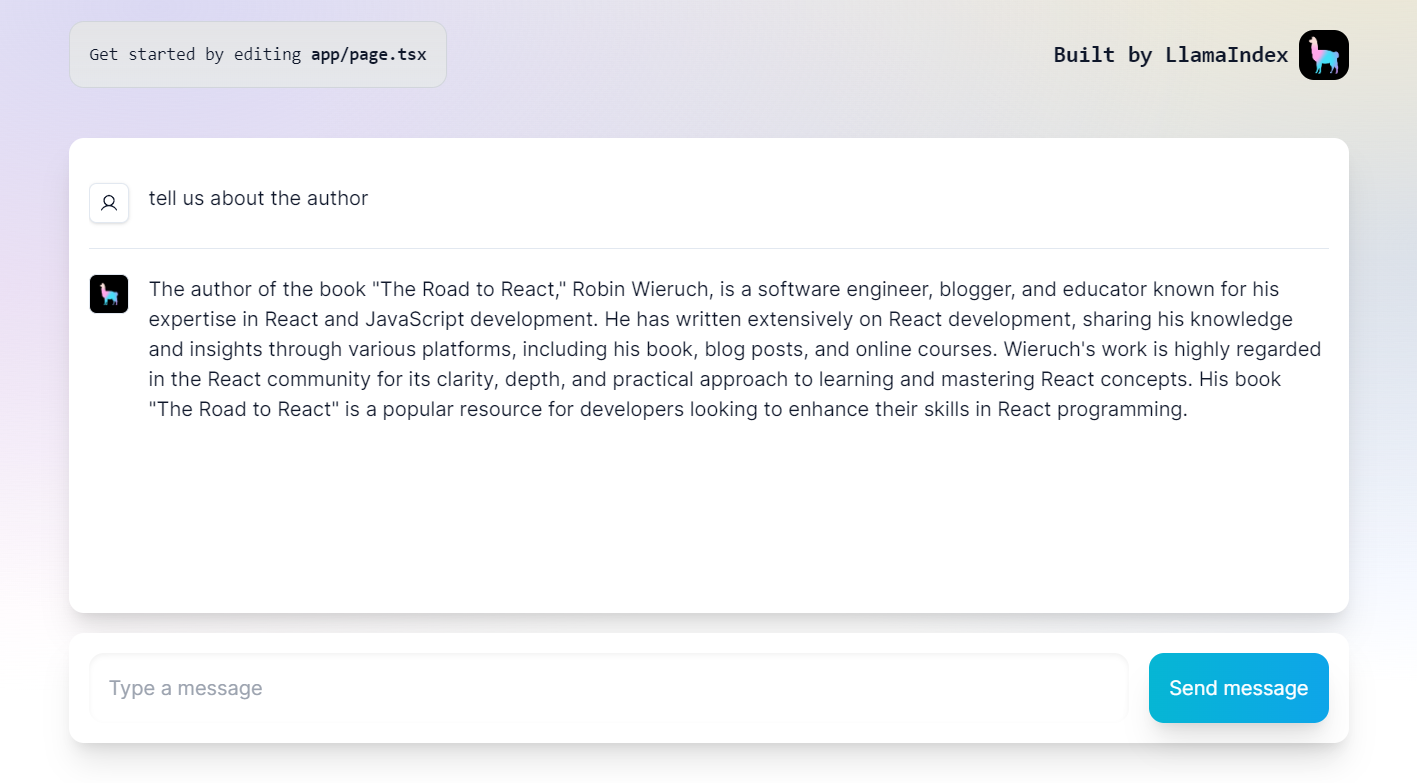 Get started by editing app/page.tsx
Built by LlamaIndex
tell us about the author
The author of the book "The Road to React," Robin Wieruch, is a software engineer, blogger, and educator known for his
expertise in React and JavaScript development. He has written extensively on React development, sharing his knowledge
and insights through various platforms, including his book, blog posts, and online courses. Wieruch's work is highly regarded
in the React community for its clarity, depth, and practical approach to learning and mastering React concepts. His book
"The Road to React" is a popular resource for developers looking to enhance their skills in React programming.
Type a message
Send message